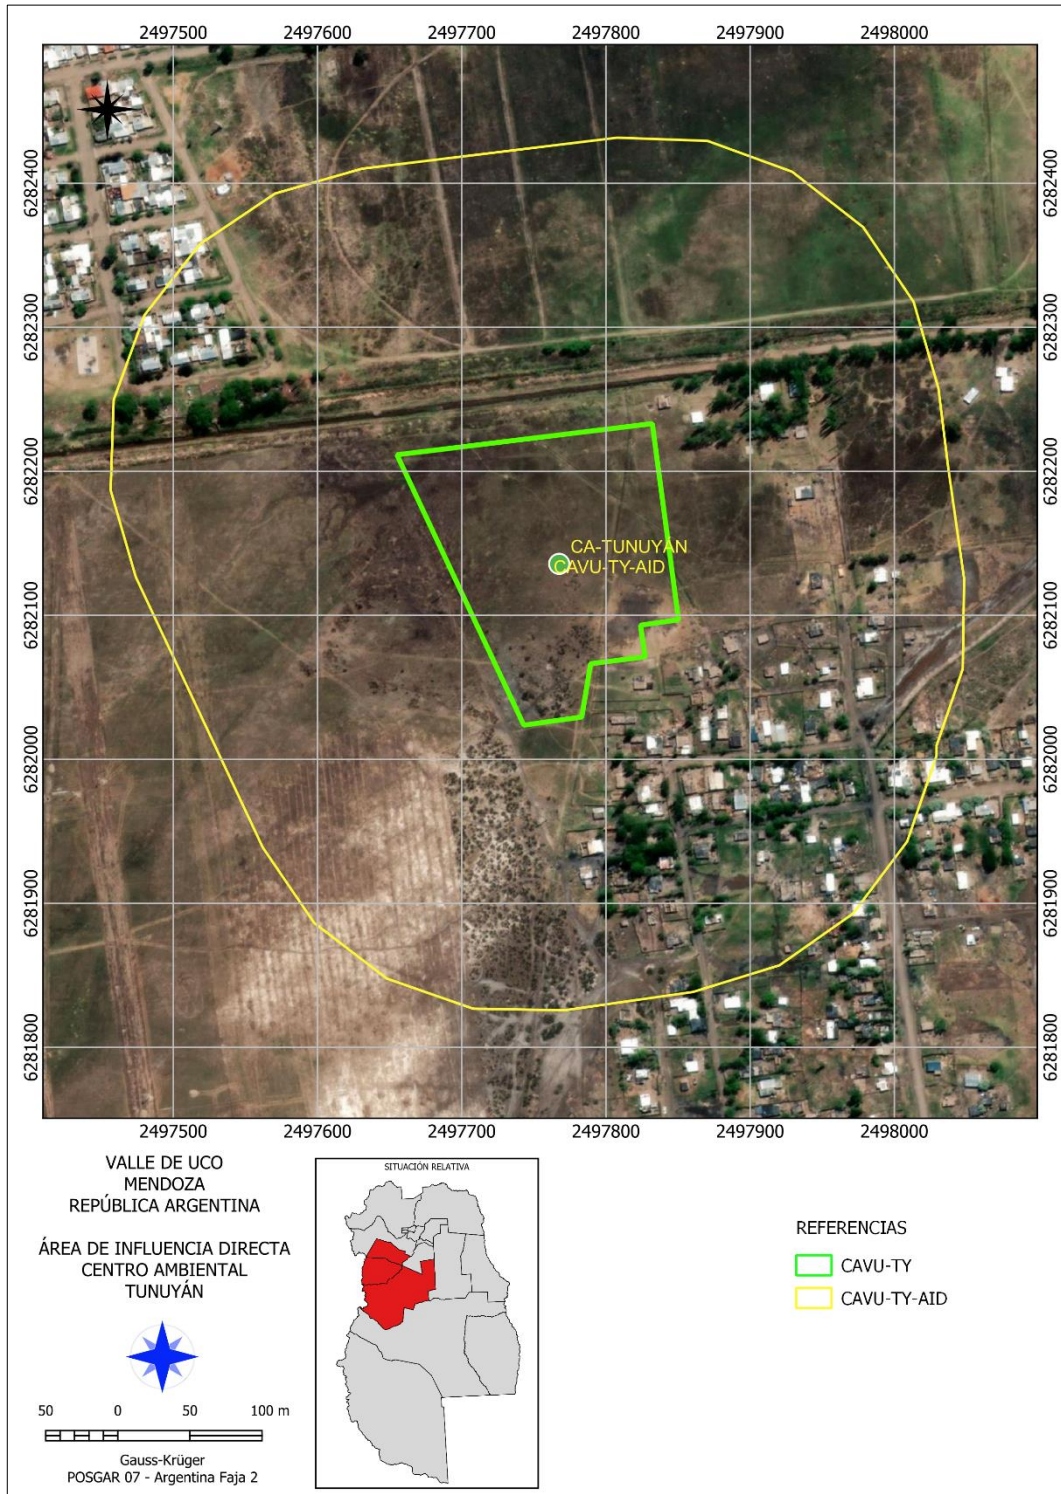 2497500 2497600 2497700 2497800 2497900 2498000
6282400 6282400
6282300 6282300
6282200 6282200
CA-TUNUYÁN
CAVU-TY-AID
6282100 6282100
6282000 6282000
6281900 6281900
6281800 6281800
2497500 2497600 2497700 2497800 2497900 2498000
VALLE DE UCO
MENDOZA
REPÚBLICA ARGENTINA
ÁREA DE INFLUENCIA DIRECTA
CENTRO AMBIENTAL
TUNUYÁN
50 0 50 100 m
Gauss-Krüger
POSGAR 07 - Argentina Faja 2
SITUACIÓN RELATIVA
REFERENCIAS
CAVU-TY
CAVU-TY-AID